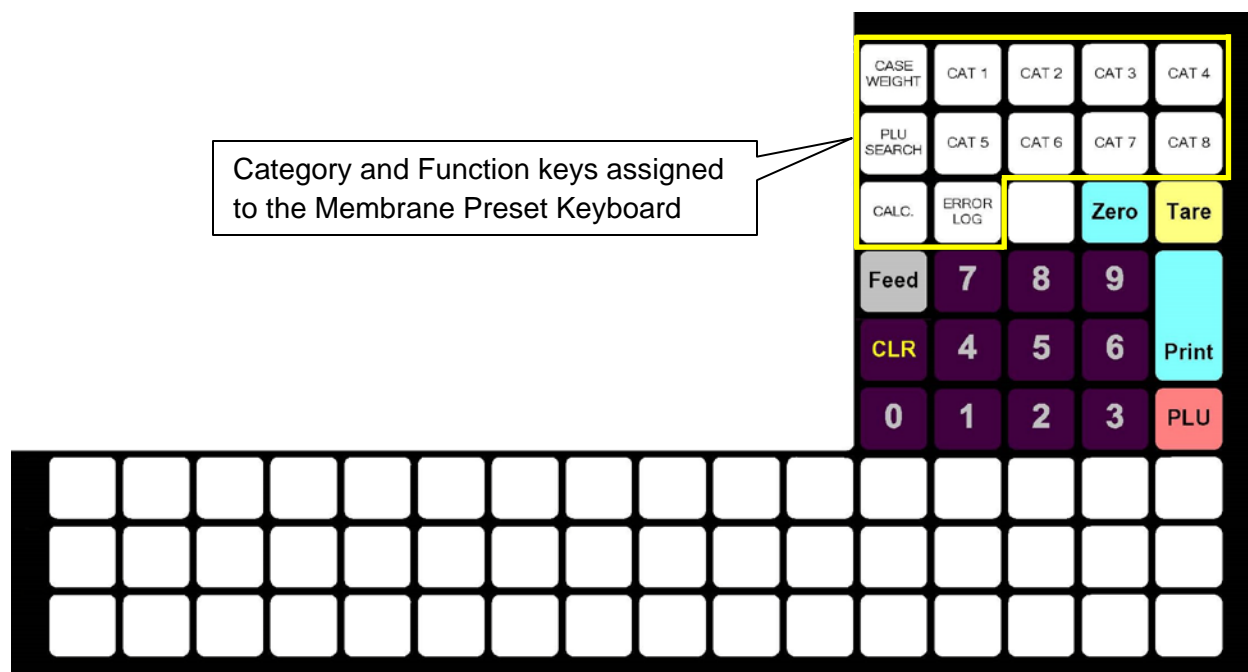 CASE
WEIGHT
CAT 1
CAT 2
CAT 3
CAT 4
PLU
SEARCH
CAT 5
CAT 6
CAT 7
CAT 8
Category and Function keys assigned
to the Membrane Preset Keyboard
CALC.
ERROR
LOG
Zero
Tare
Feed
7
8
9
CLR
4
5
6
Print
0
1
2
3
PLU